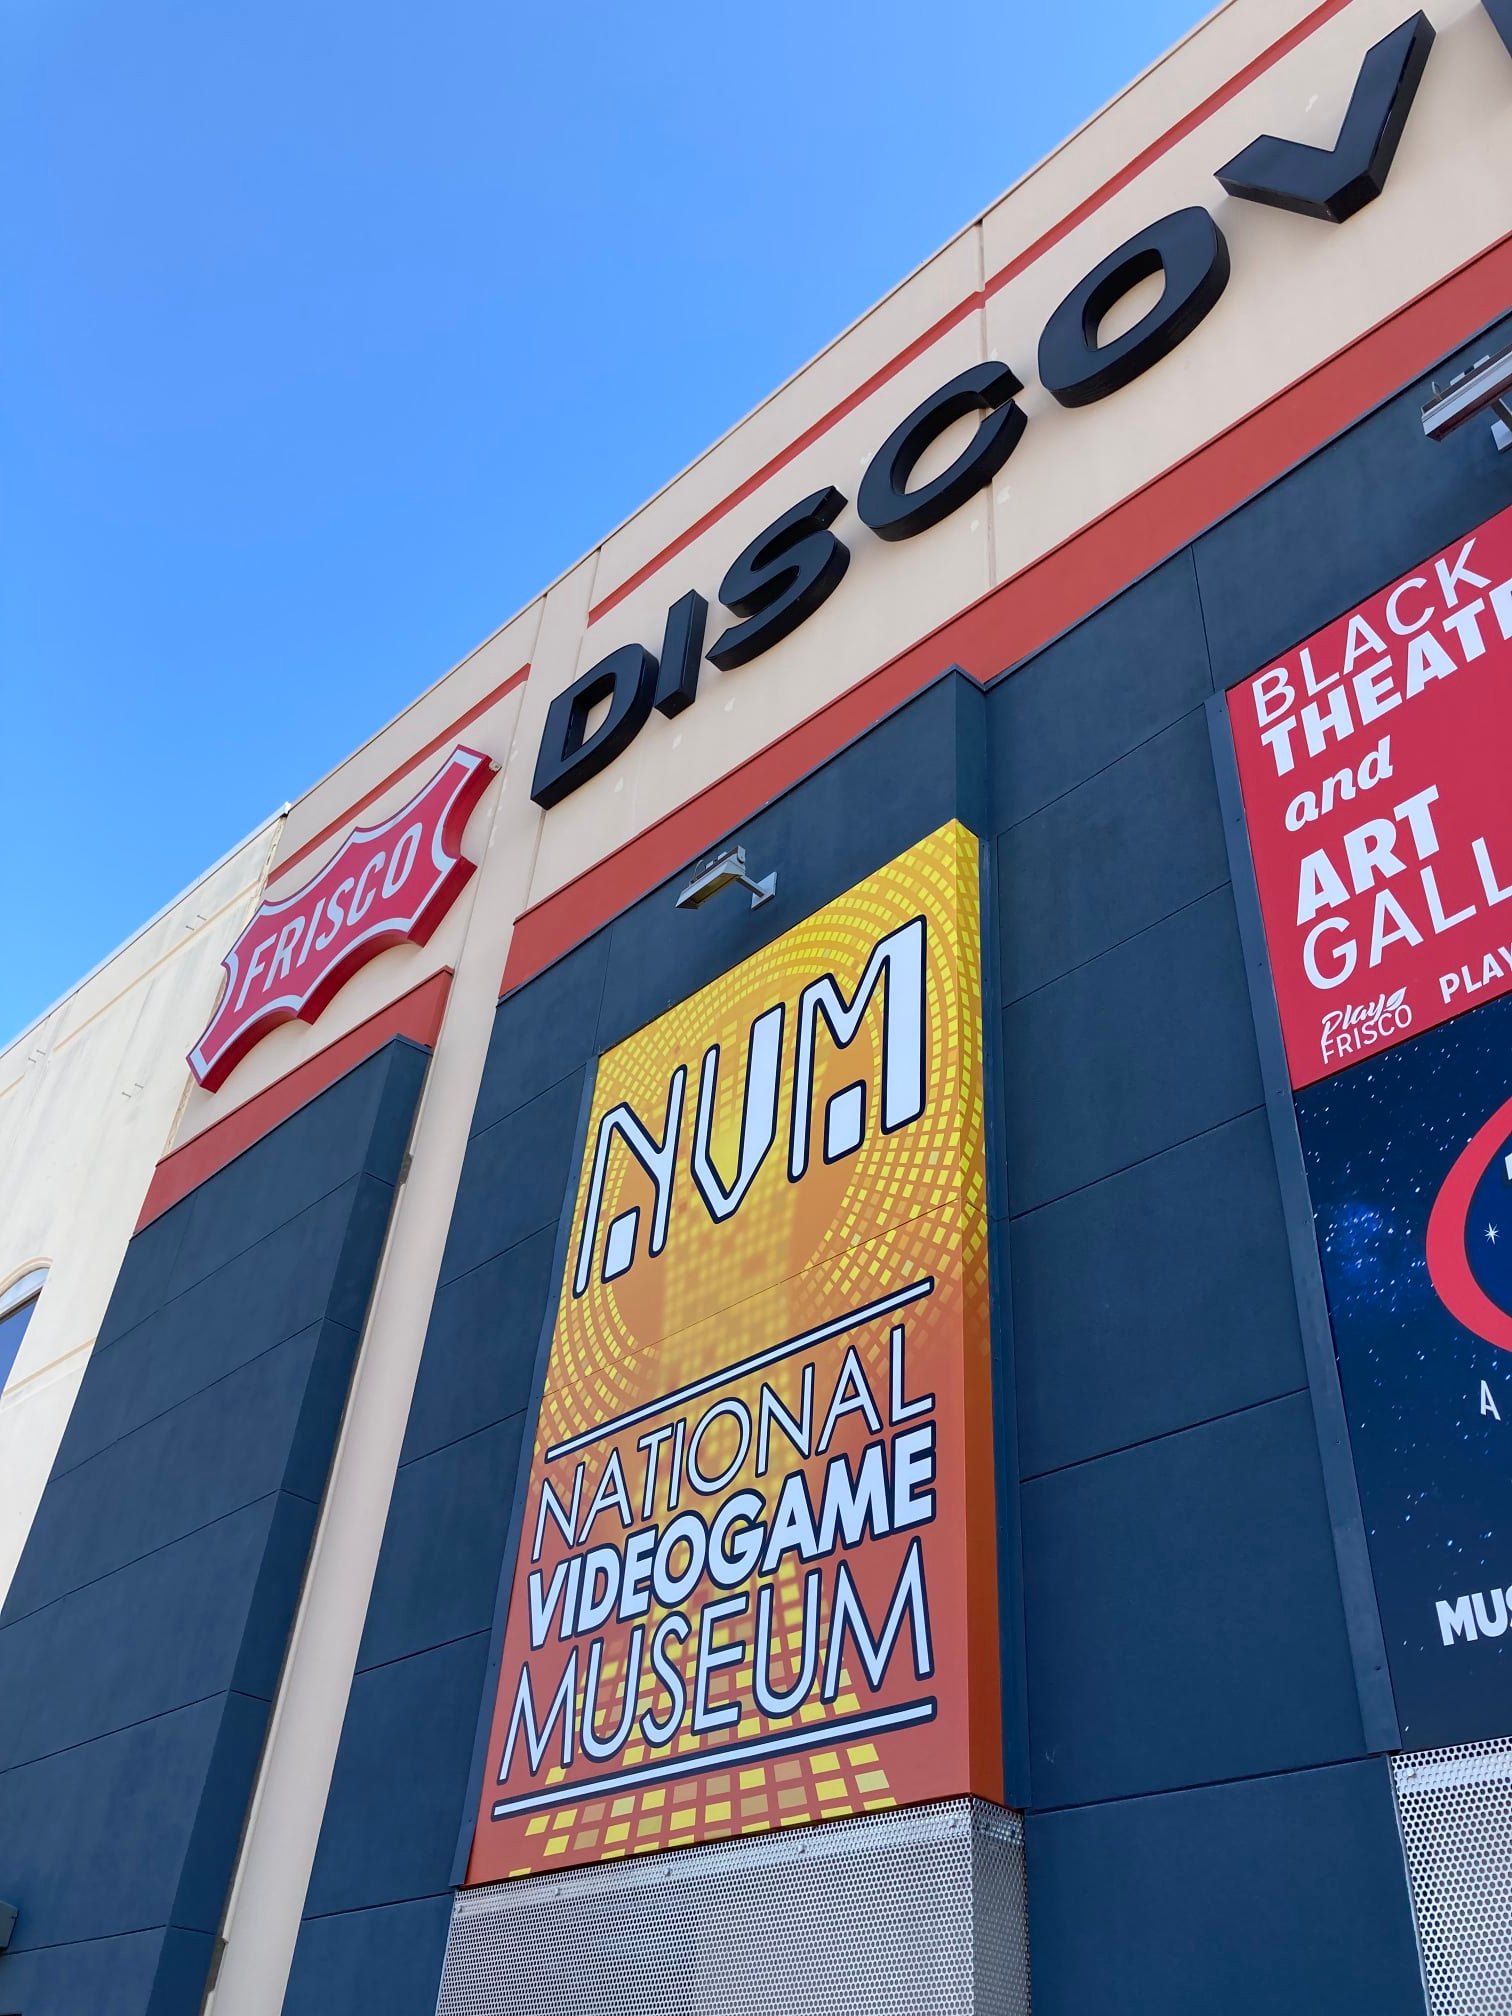 DISCOV
FRISCO
NVM
NATIONAL
VIDEOGAME
MUSEUM
BLACK
and
ART
Play
FRISCO
A